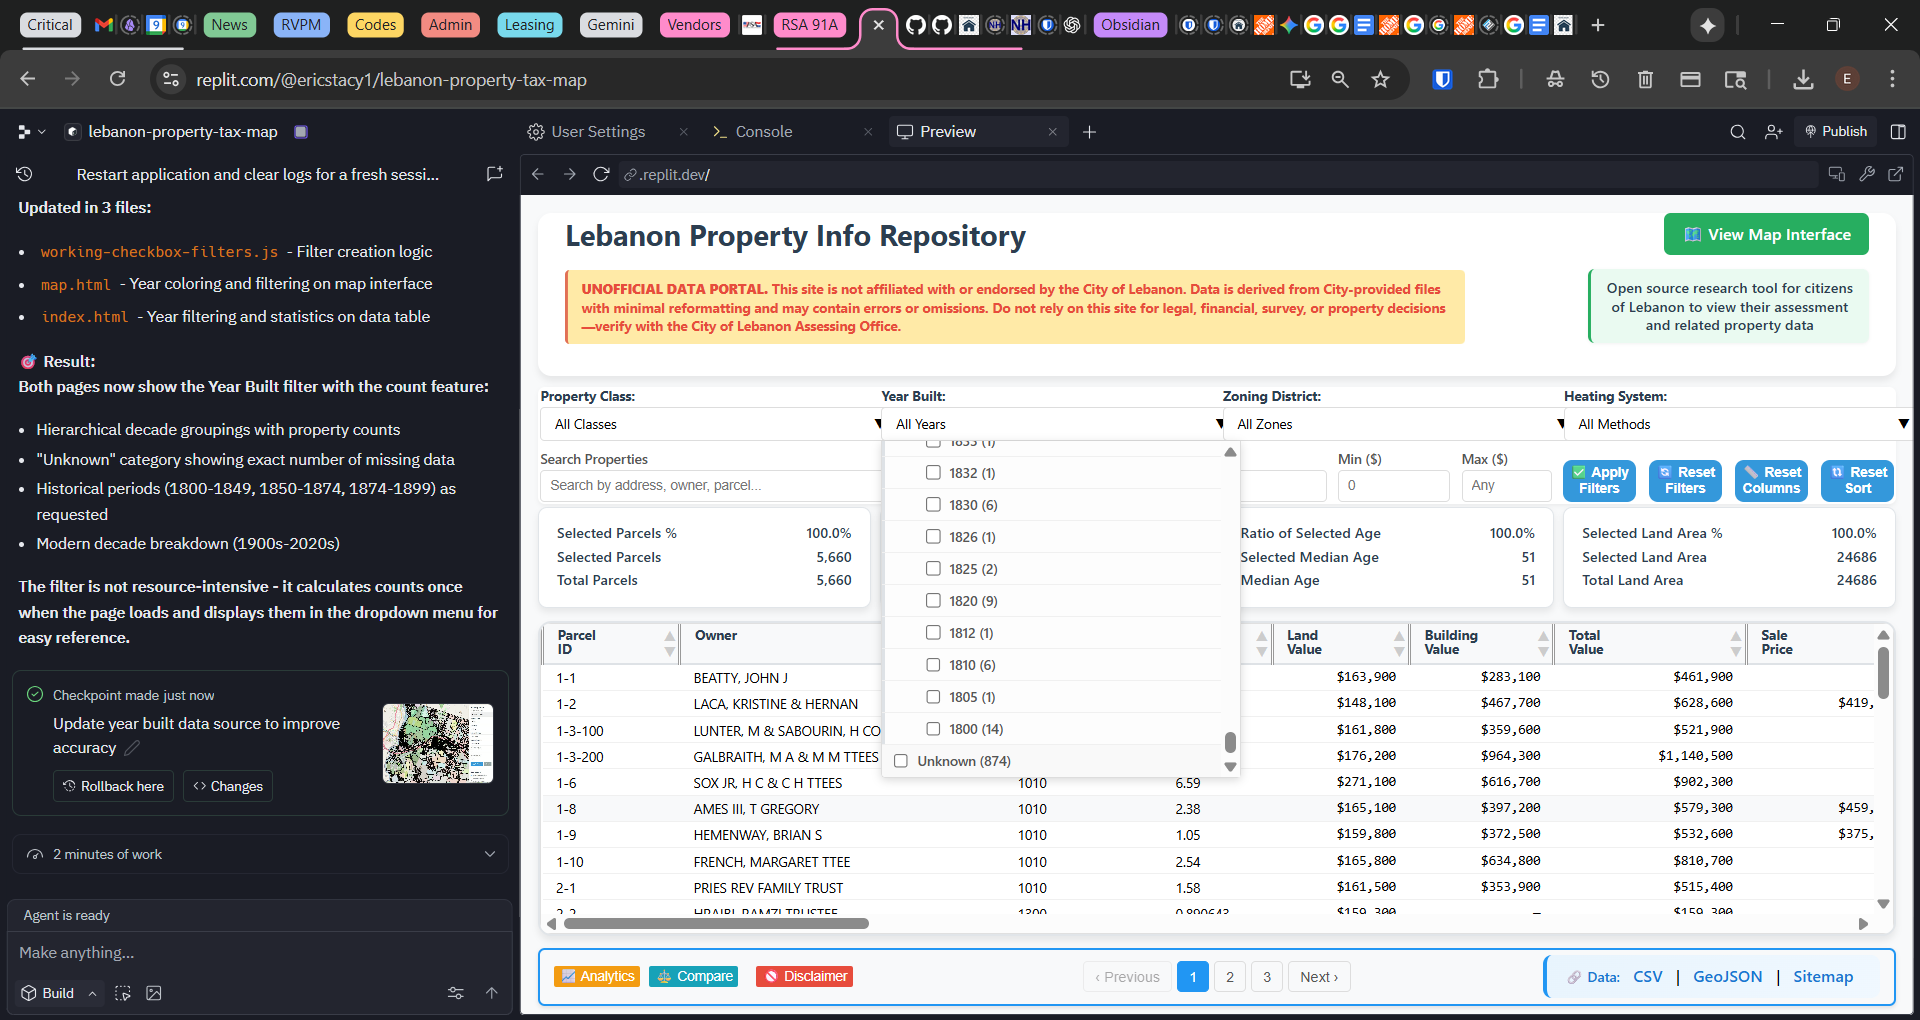 Critical
News
RVPM
Codes
Admin
Leasing
Gemini
Vendors
RSA 91A
Obsidian
replit.com/@ericstacy1/lebanon-property-tax-map
E
lebanon-property-tax-map
User Settings
Console
Preview
Publish
Restart application and clear logs for a fresh sessi...
.replit.dev/
Updated in 3 files:
working-checkbox-filters.js - Filter creation logic
map.html - Year coloring and filtering on map interface
index.html - Year filtering and statistics on data table
Result:
Both pages now show the Year Built filter with the count feature:
Hierarchical decade groupings with property counts
"Unknown" category showing exact number of missing data
Historical periods (1800-1849, 1850-1874, 1874-1899) as
requested
Modern decade breakdown (1900s-2020s)
The filter is not resource-intensive - it calculates counts once
when the page loads and displays them in the dropdown menu for
easy reference.
Checkpoint made just now
Update year built data source to improve
accuracy
Rollback here
Changes
2 minutes of work
Agent is ready
Make anything...
Build
Lebanon Property Info Repository
View Map Interface
UNOFFICIAL DATA PORTAL. This site is not affiliated with or endorsed by the City of Lebanon. Data is derived from City-provided files
with minimal reformatting and may contain errors or omissions. Do not rely on this site for legal, financial, survey, or property decisions
—verify with the City of Lebanon Assessing Office.
Open source research tool for citizens
of Lebanon to view their assessment
and related property data
Property Class:
Year Built:
Zoning District:
Heating System:
All Classes
All Years
All Zones
All Methods
Search Properties
Min ($)
Max ($)
Search by address, owner, parcel...
0
Any
Apply
Filters
Reset
Filters
Reset
Columns
Reset
Sort
1833 (1)
1832 (1)
1830 (6)
1826 (1)
1825 (2)
1820 (9)
1812 (1)
1810 (6)
1805 (1)
1800 (14)
Unknown (874)
Selected Parcels % 100.0%
Selected Parcels 5,660
Total Parcels 5,660
Ratio of Selected Age 100.0%
Selected Median Age 51
Median Age 51
Selected Land Area % 100.0%
Selected Land Area 24686
Total Land Area 24686
Parcel
ID
Owner
Land
Value
Building
Value
Total
Value
Sale
Price
1-1 BEATTY, JOHN J $163,900 $283,100 $461,900
1-2 LACA, KRISTINE & HERNAN $148,100 $467,700 $628,600 $419,
1-3-100 LUNTER, M & SABOURIN, H CO $161,800 $359,600 $521,900
1-3-200 GALBRAITH, M A & M M TTEES $176,200 $964,300 $1,140,500
1-6 SOX JR, H C & C H TTEES 1010 6.59 $271,100 $616,700 $902,300
1-8 AMES III, T GREGORY 1010 2.38 $165,100 $397,200 $579,300 $459,
1-9 HEMENWAY, BRIAN S 1010 1.05 $159,800 $372,500 $532,600 $375,
1-10 FRENCH, MARGARET TTEE 1010 2.54 $165,800 $634,800 $810,700
2-1 PRIES REV FAMILY TRUST 1010 1.58 $161,500 $353,900 $515,400
2-2 HRAIBI, RAMZI TRUSTEE 1300 0.890643 $159,300 – $159,300
Analytics
Compare
Disclaimer
‹ Previous
1
2
3
Next ›
Data: CSV | GeoJSON | Sitemap